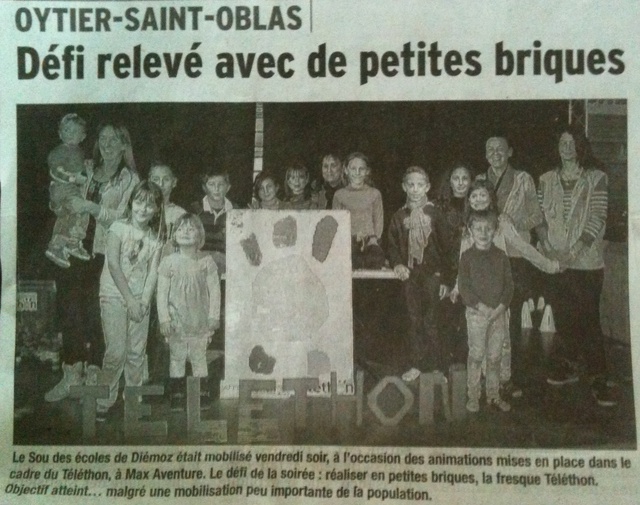 OYTIER-SAINT-OBLAS
Défi relevé avec de petites briques
TELETHON
Le Sou des écoles de Diémoz était mobilisé vendredi soir, à l'occasion des animations mises en place dans le
cadre du Téléthon, à Max Aventure. Le défi de la soirée : réaliser en petites briques, la fresque Téléthon.
Objectif atteint... malgré une mobilisation peu importante de la population.